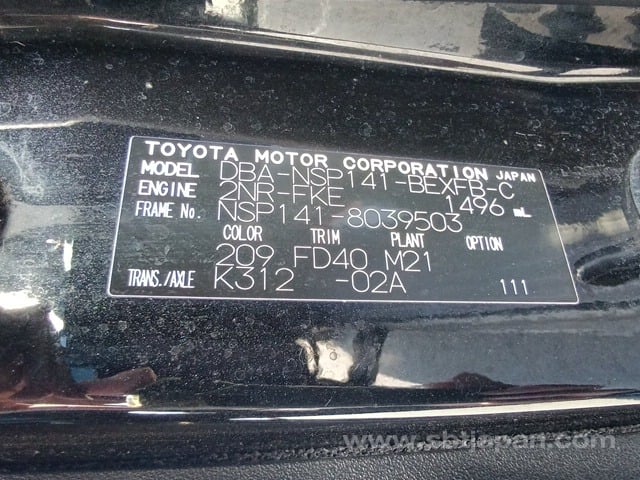 TOYOTA MOTOR CORPORATION JAPAN
MODEL DBA-NSP141-BEXFB-C
ENGINE 2NR-FKE 1496 mL
FRAME No. NSP141-8039503
COLOR TRIM PLANT OPTION
209 FD40 M21
TRANS./AXLE K312 -02A 111
www.sbtjapan.com